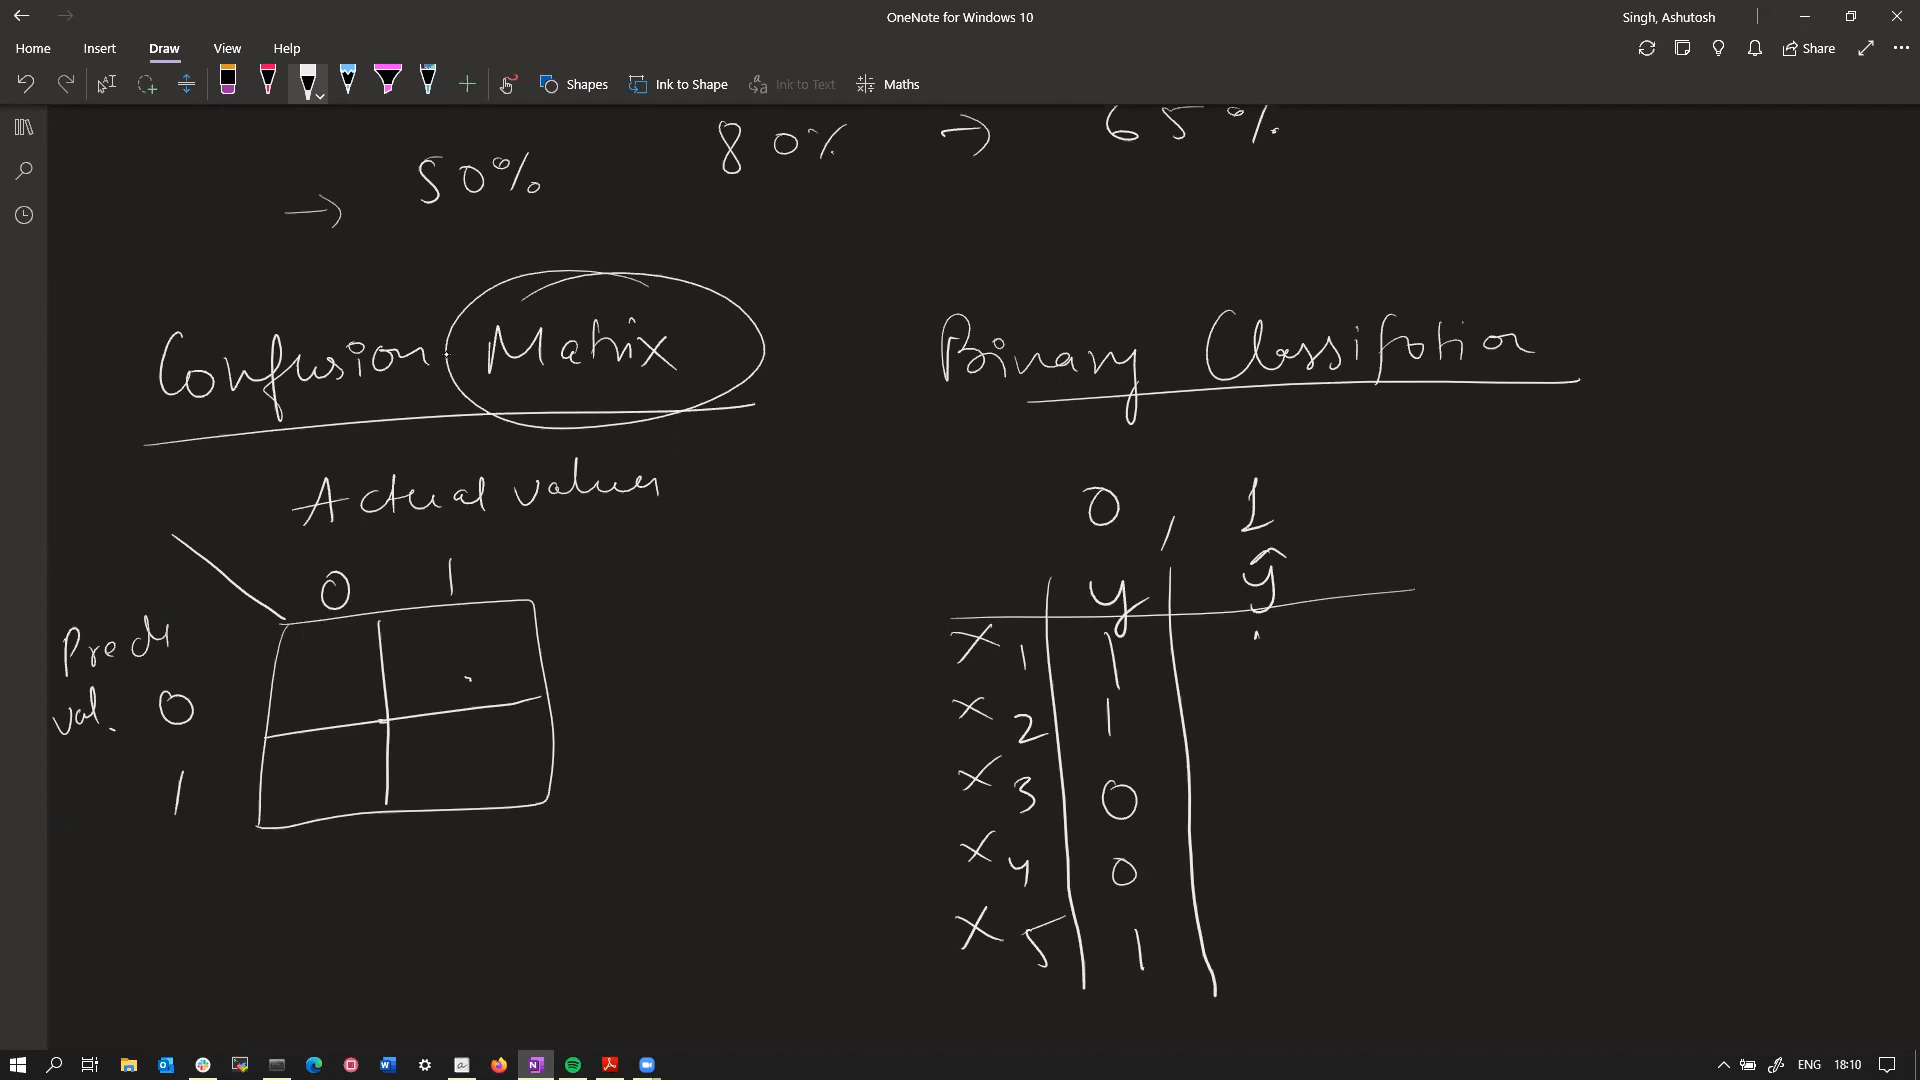 OneNote for Windows 10
Singh, Ashutosh
Home Insert Draw View Help
Share
Shapes
Ink to Shape
Ink to Text
Maths
→ 50% 80% → 65%
Confusion Matrix
Binary Classifotion
Actual values
0, 1
0 1
y ŷ
Predi
val. 0
1
x1 1
x2 1
x3 0
x4 0
x5 1
ENG 18:10